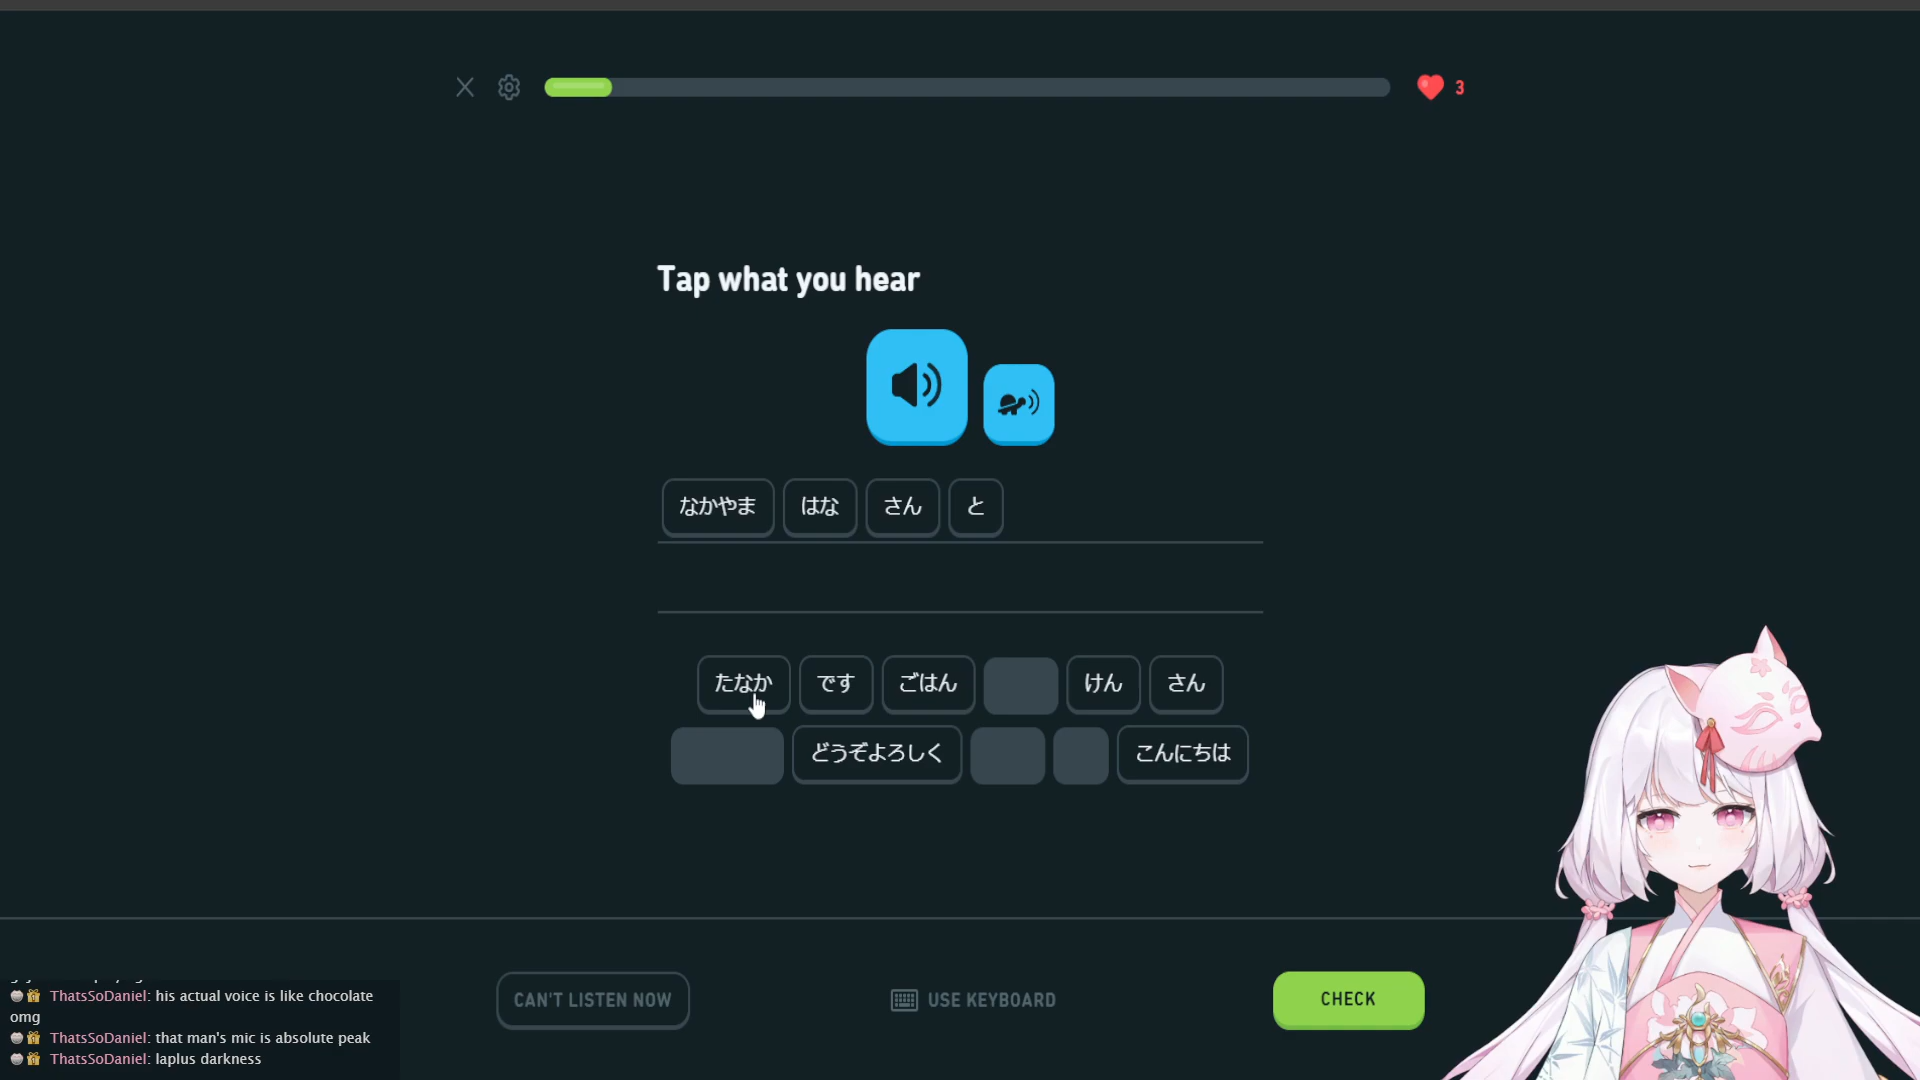 3
Tap what you hear
なかやま はな さん と
たなか です ごはん けん さん
どうぞよろしく こんにちは
CAN'T LISTEN NOW
USE KEYBOARD
CHECK
ThatsSoDaniel: his actual voice is like chocolate
omg
ThatsSoDaniel: that man's mic is absolute peak
ThatsSoDaniel: laplus darkness